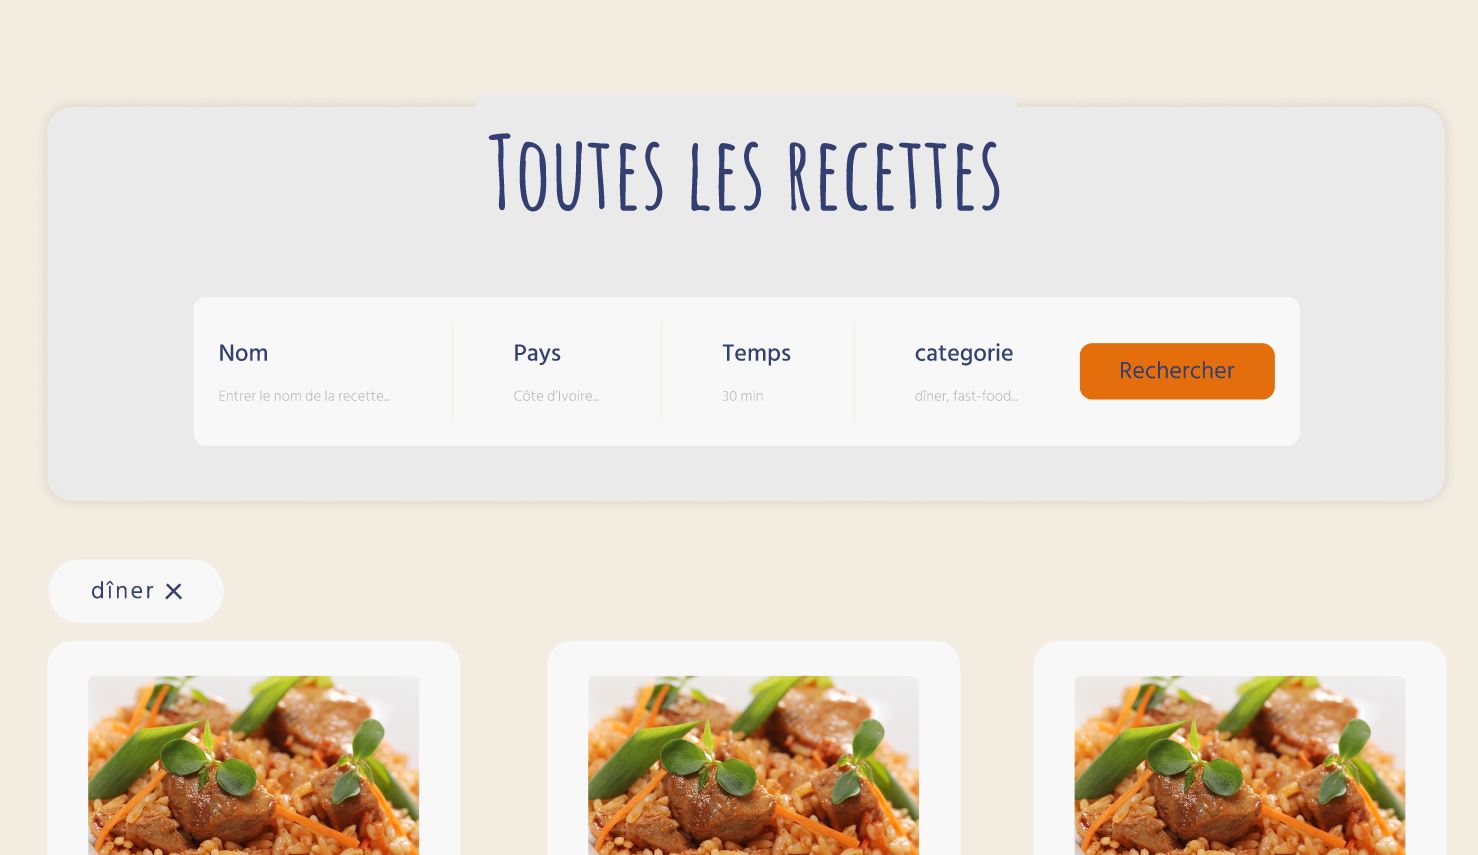 Toutes les recettes
Nom
Pays
Temps
categorie
Rechercher
Entrer le nom de la recette...
Côte d'Ivoire...
30 min
dîner, fast-food...
dîner ✕